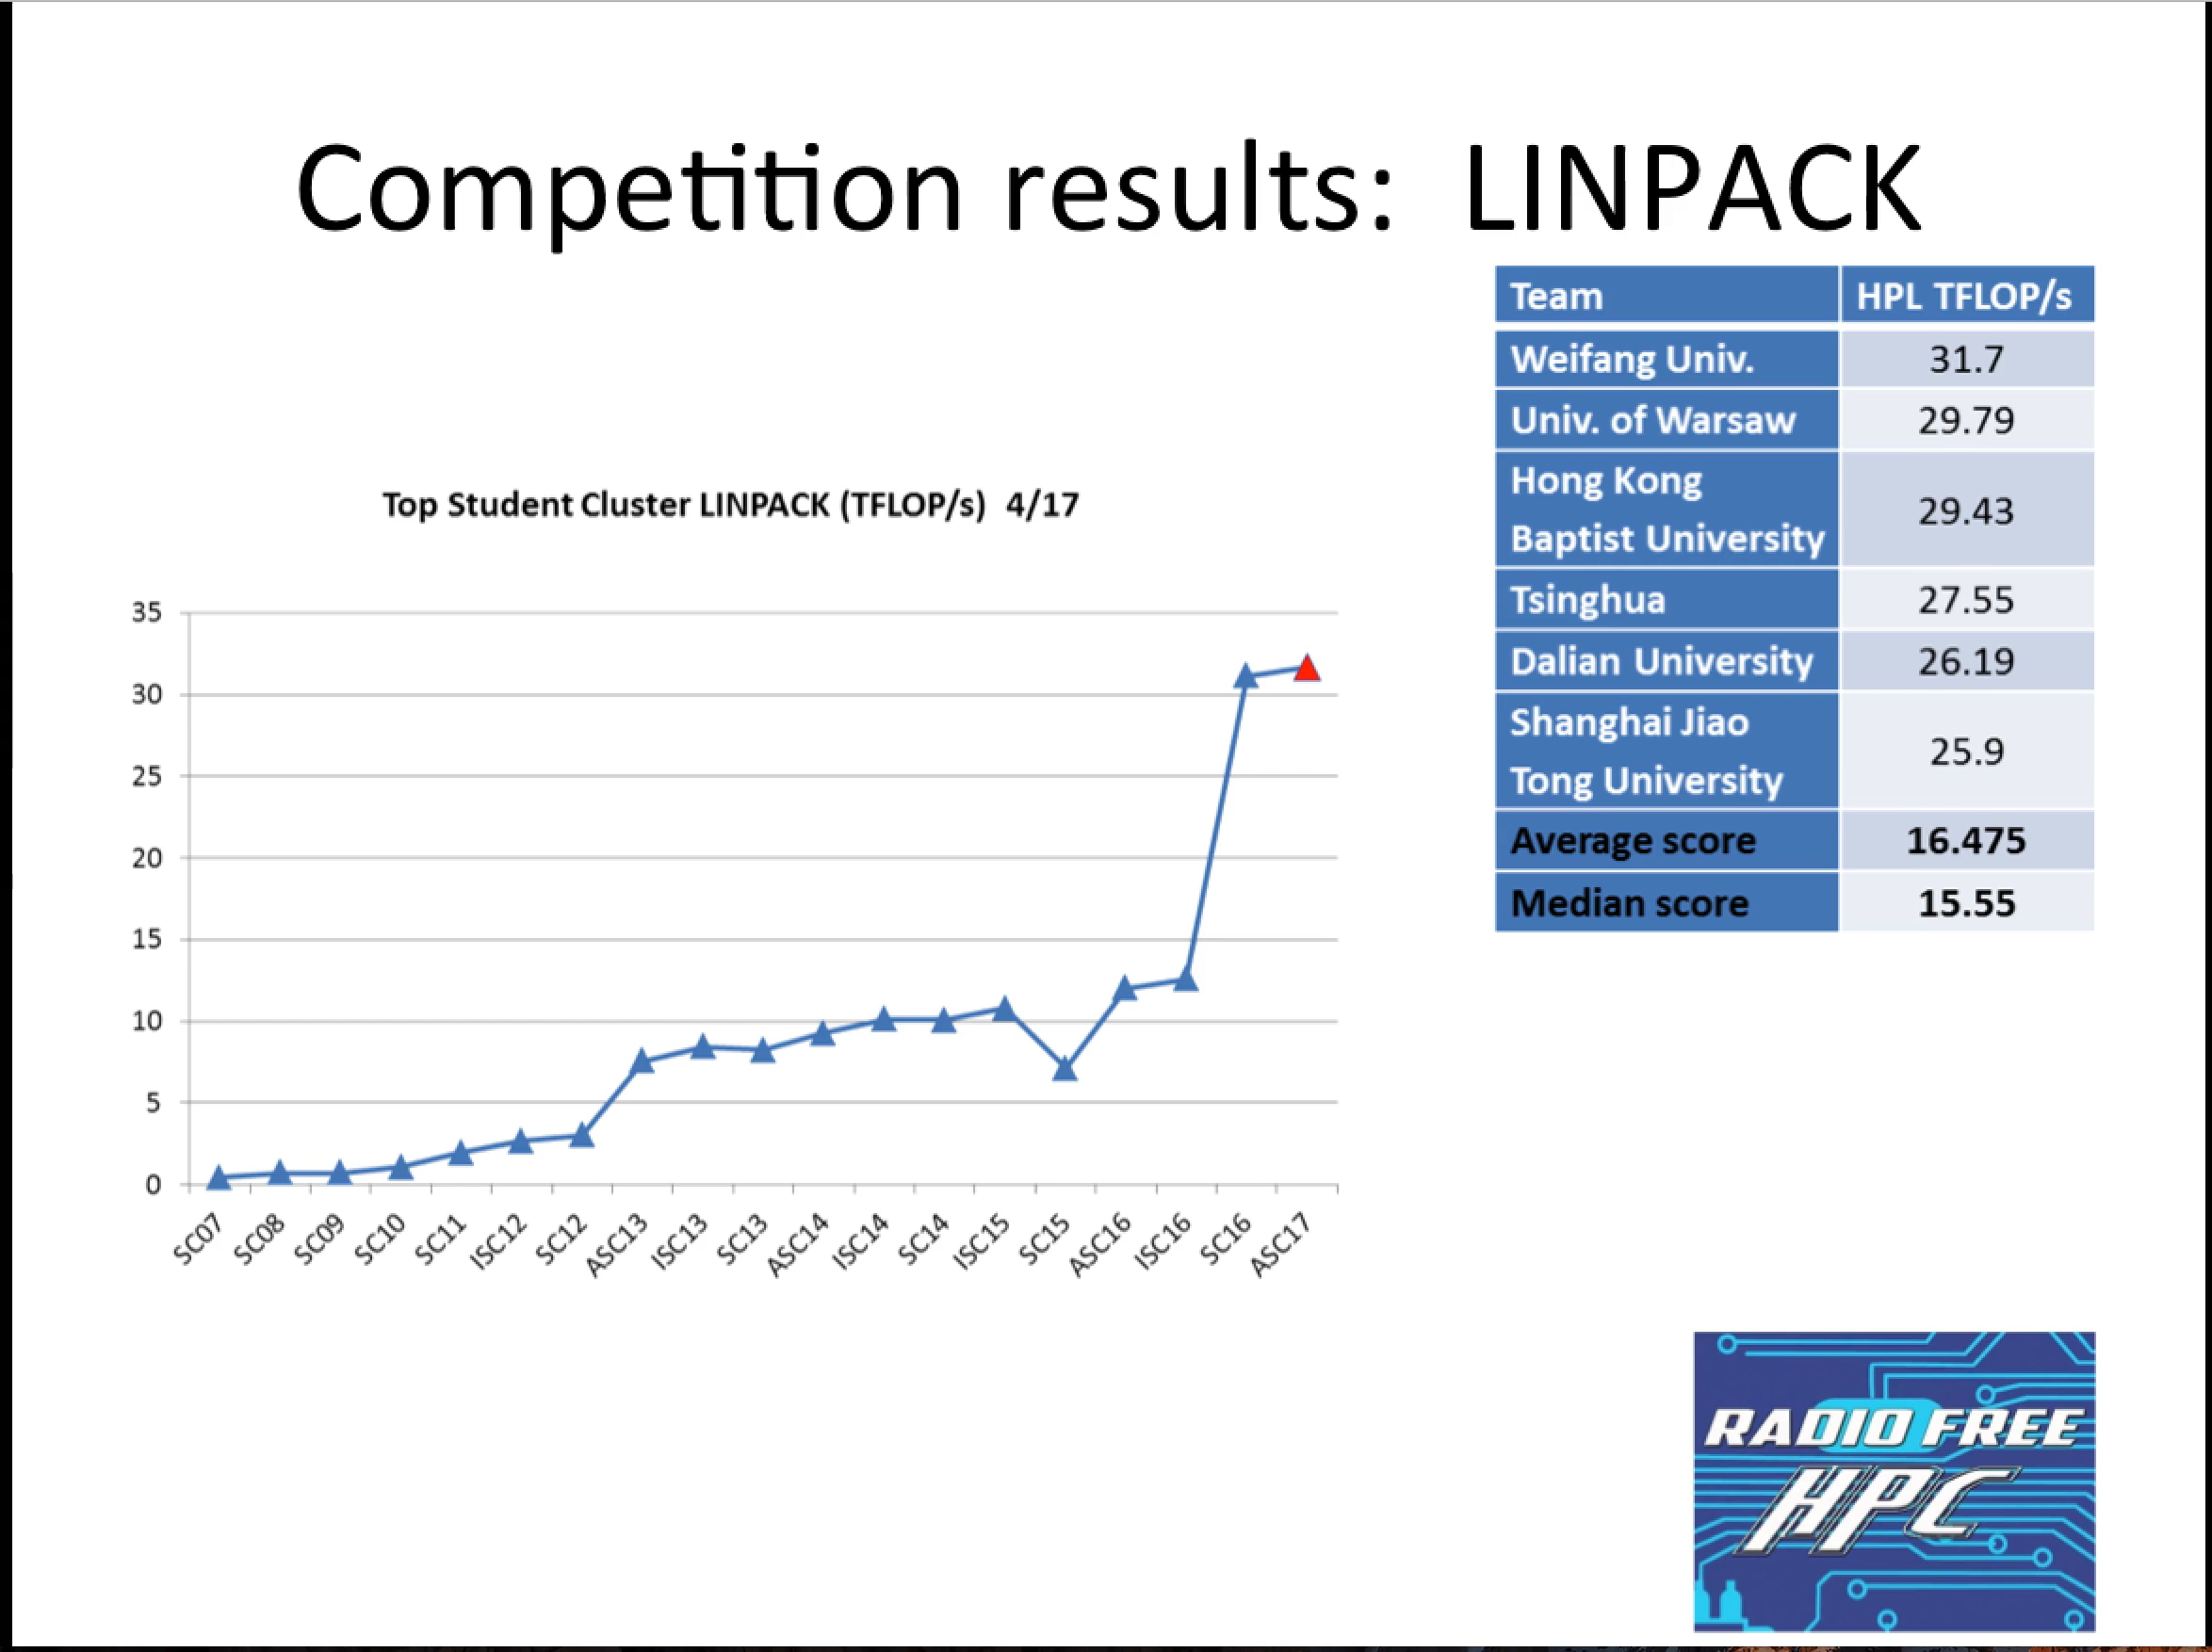 Competition results: LINPACK
Team HPL TFLOP/s
Weifang Univ. 31.7
Univ. of Warsaw 29.79
Hong Kong
Baptist University 29.43
Tsinghua 27.55
Dalian University 26.19
Shanghai Jiao
Tong University 25.9
Average score 16.475
Median score 15.55
Top Student Cluster LINPACK (TFLOP/s) 4/17
35
30
25
20
15
10
5
0
SC07 SC08 SC09 SC10 SC11 ISC12 SC12 ASC13 ISC13 SC13 ASC14 ISC14 SC14 ISC15 SC15 ASC16 ISC16 SC16 ASC17
RADIO FREE
HPC